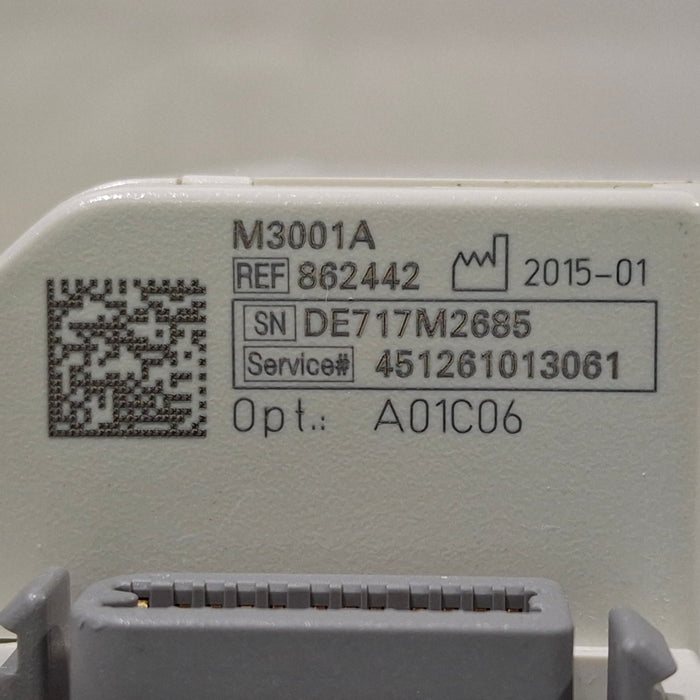 M3001A
REF 862442 2015-01
SN DE717M2685
Service# 451261013061
Opt.: A01C06